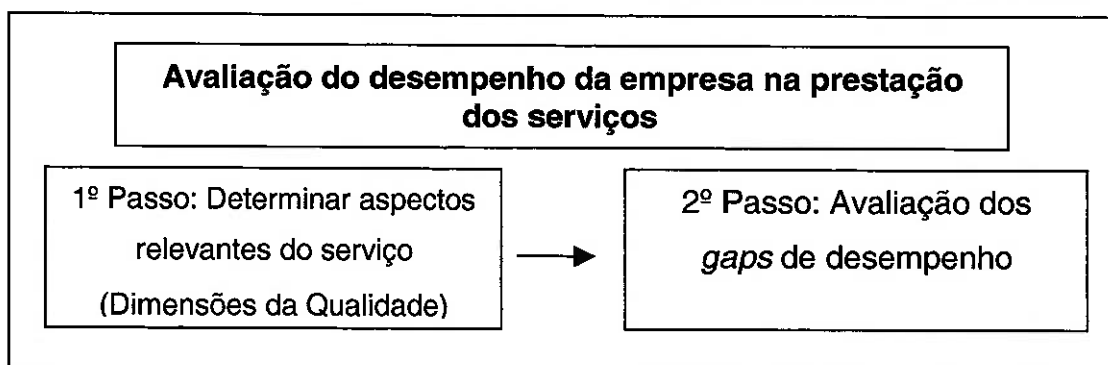 Avaliação do desempenho da empresa na prestação
dos serviços
1º Passo: Determinar aspectos
relevantes do serviço
(Dimensões da Qualidade)
2º Passo: Avaliação dos
gaps de desempenho